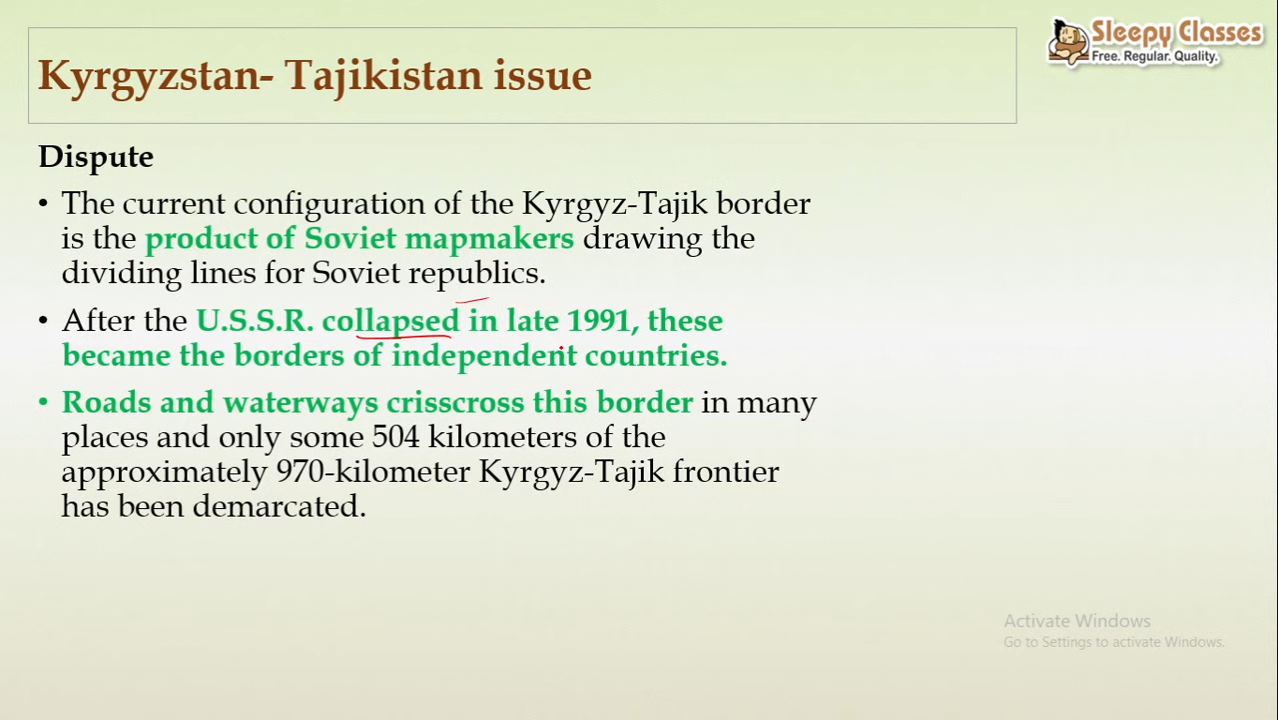 Sleepy Classes
Free. Regular. Quality.
Kyrgyzstan- Tajikistan issue
Dispute
• The current configuration of the Kyrgyz-Tajik border
is the product of Soviet mapmakers drawing the
dividing lines for Soviet republics.
• After the U.S.S.R. collapsed in late 1991, these
became the borders of independent countries.
• Roads and waterways crisscross this border in many
places and only some 504 kilometers of the
approximately 970-kilometer Kyrgyz-Tajik frontier
has been demarcated.
Activate Windows
Go to Settings to activate Windows.